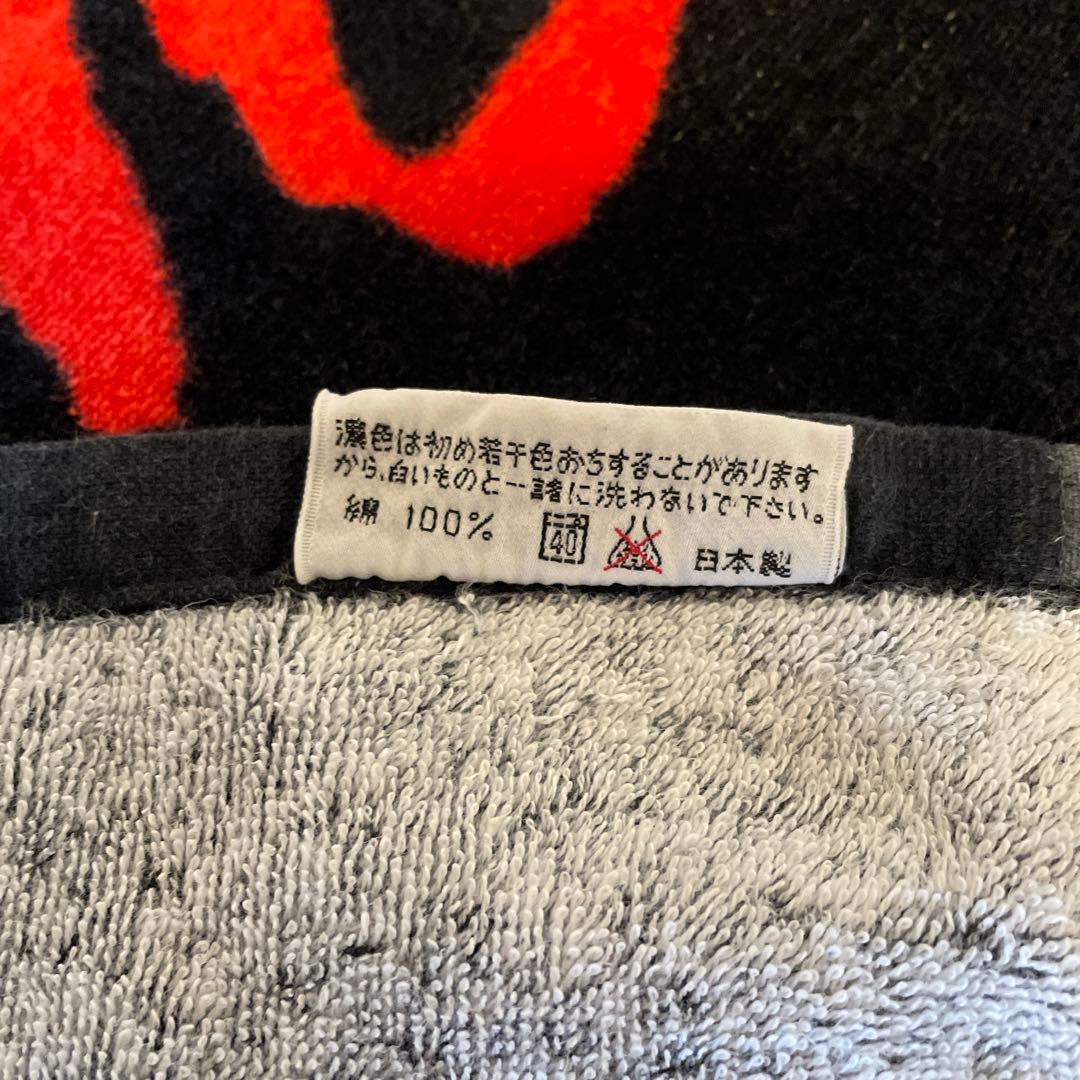 濃色は初め若干色おちすることがあります
から、白いものと一諸に洗わないで下さい。
綿 100% 40 日本製